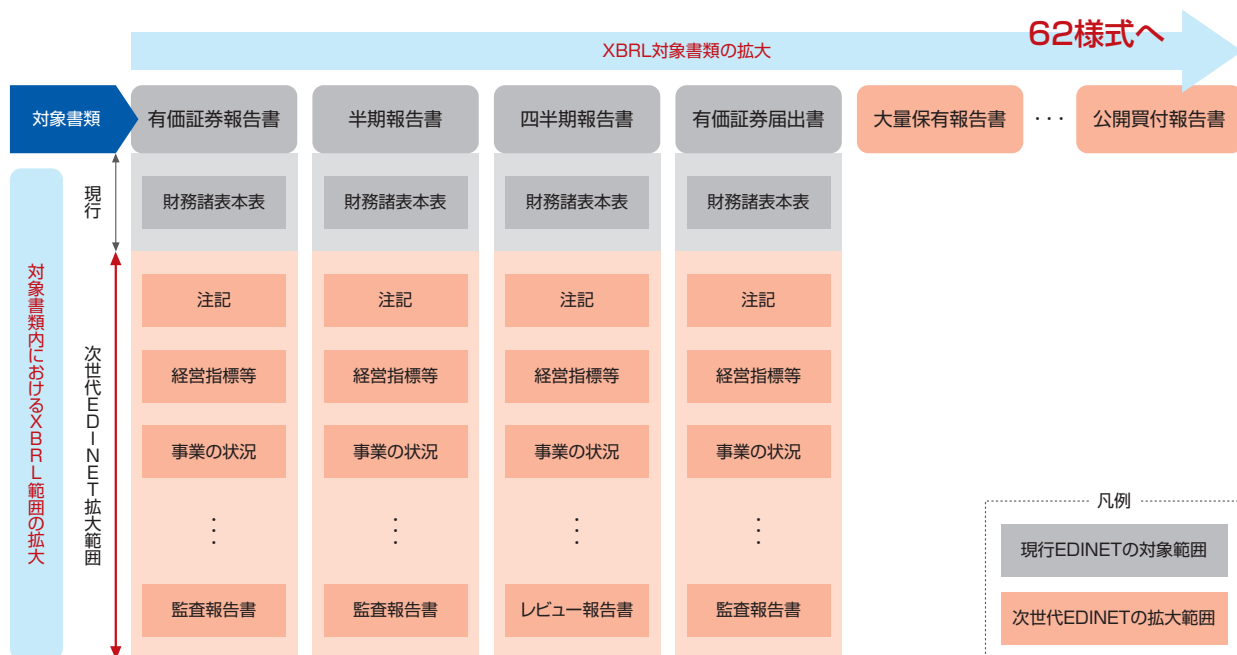 62様式へ
XBRL対象書類の拡大
対象書類
有価証券報告書
半期報告書
四半期報告書
有価証券届出書
大量保有報告書
・・・
公開買付報告書
現行
財務諸表本表
財務諸表本表
財務諸表本表
財務諸表本表
対象書類内におけるXBRL範囲の拡大
次世代EDINET拡大範囲
注記
注記
注記
注記
経営指標等
経営指標等
経営指標等
経営指標等
事業の状況
事業の状況
事業の状況
事業の状況
・・・
・・・
・・・
・・・
監査報告書
監査報告書
レビュー報告書
監査報告書
凡例
現行EDINETの対象範囲
次世代EDINETの拡大範囲